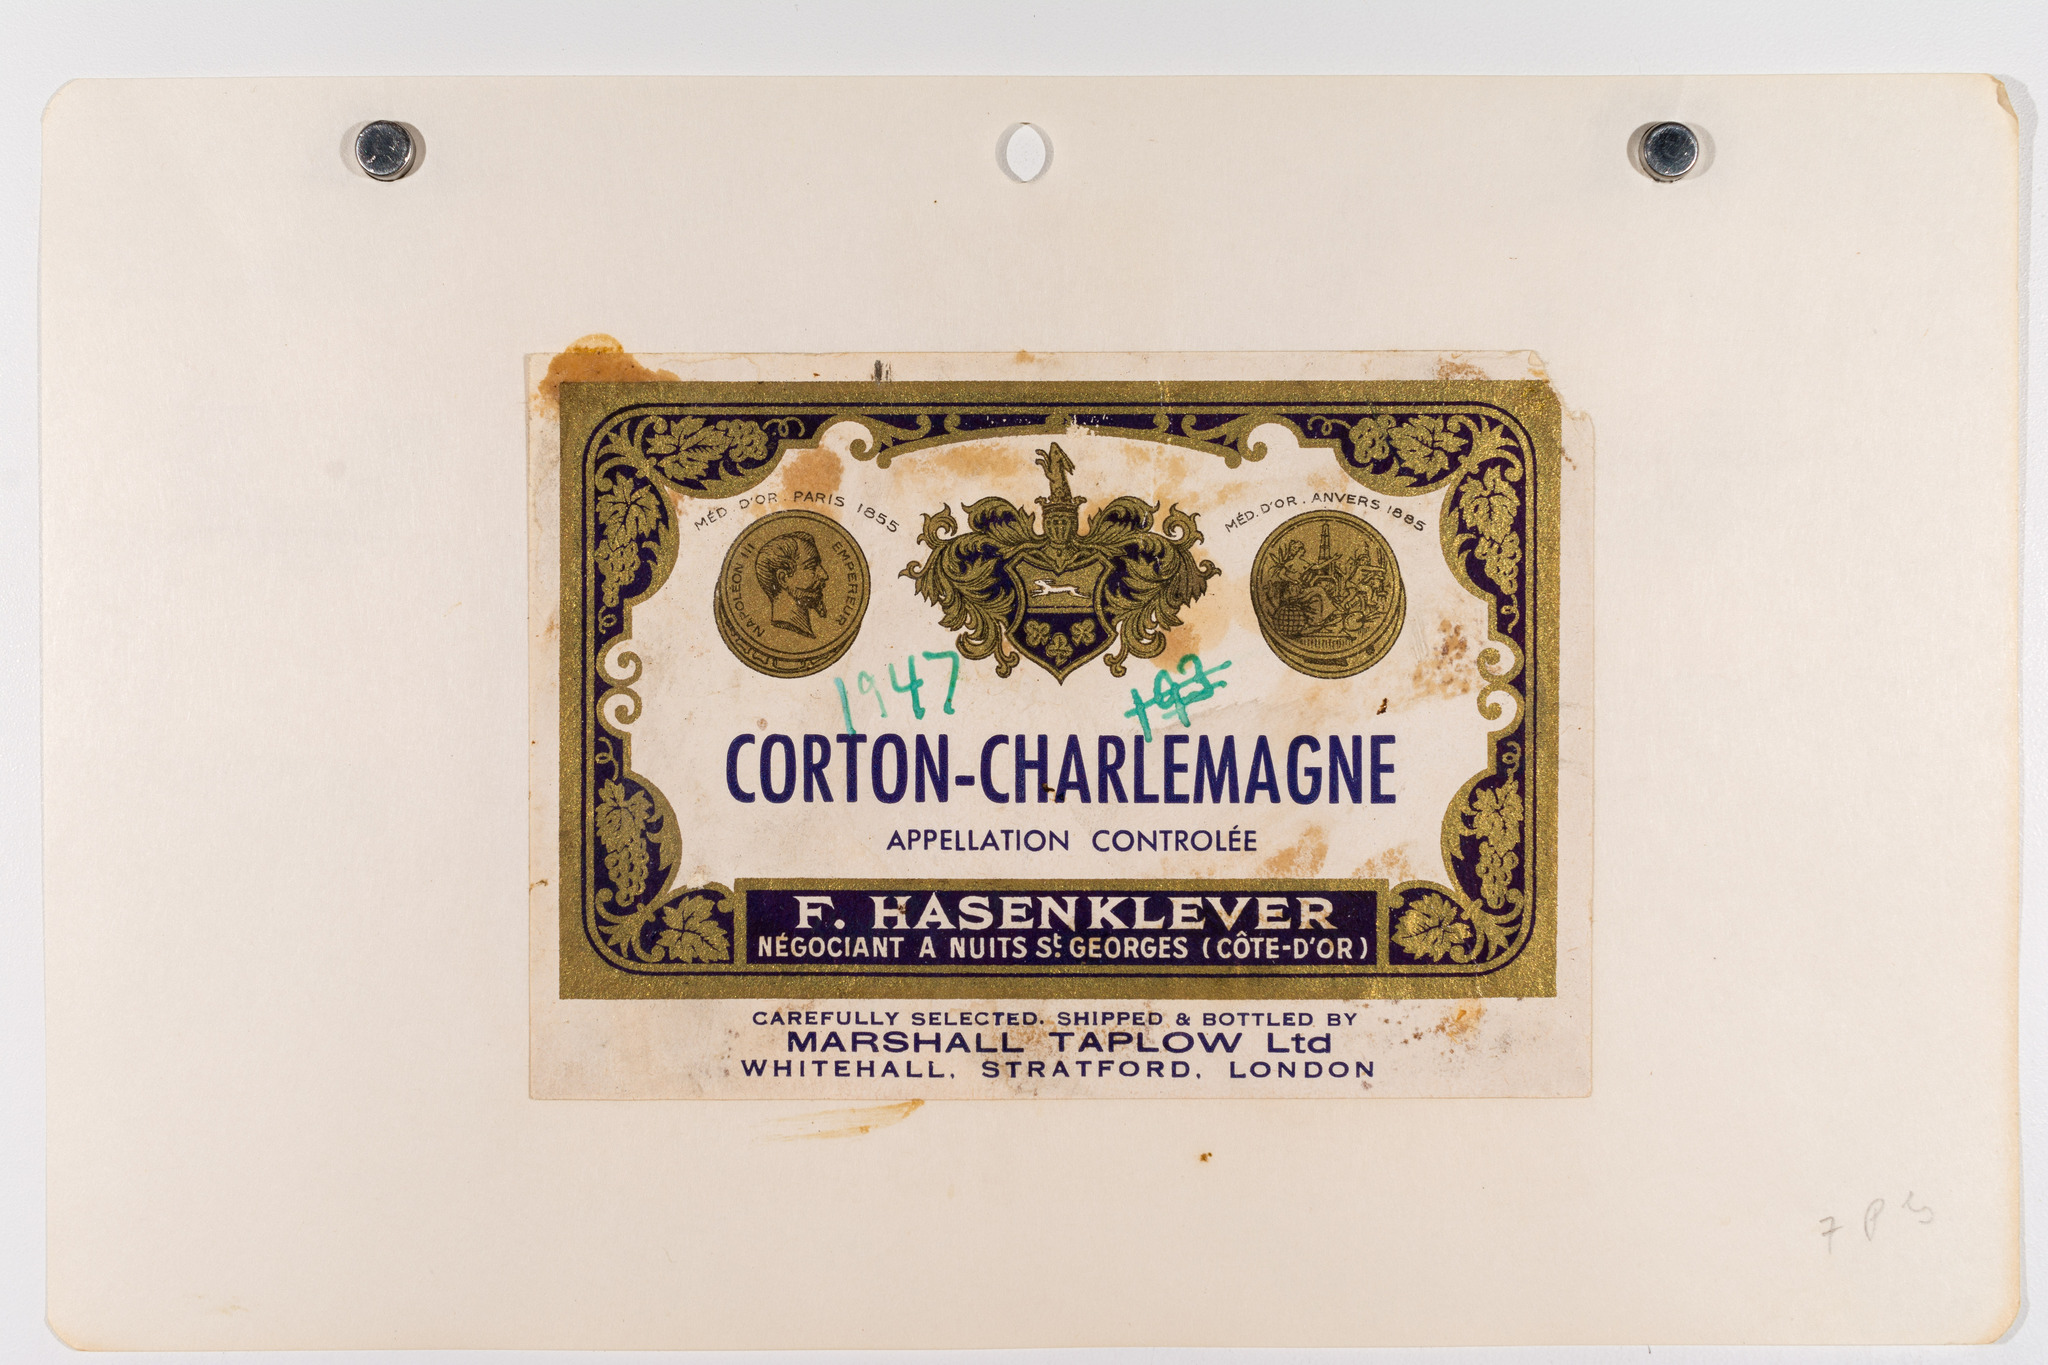 MÉD. D'OR. PARIS 1855
NAPOLÉON III EMPEREUR
MÉD. D'OR. ANVERS 1885
1947
CORTON-CHARLEMAGNE
APPELLATION CONTROLÉE
F. HASENKLEVER
NÉGOCIANT A NUITS St. GEORGES (CÔTE-D'OR)
CAREFULLY SELECTED. SHIPPED & BOTTLED BY
MARSHALL TAPLOW Ltd
WHITEHALL, STRATFORD, LONDON